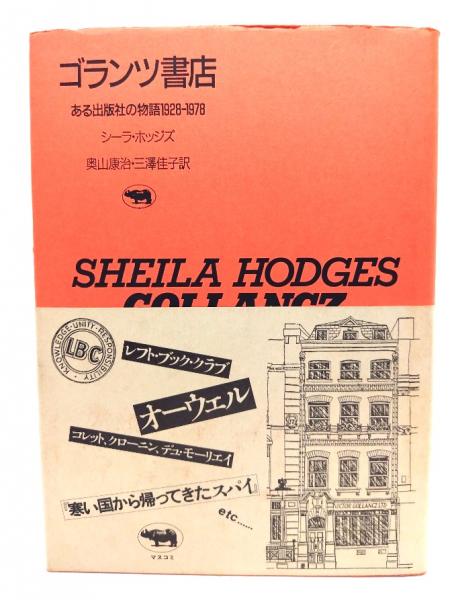 ゴランツ書店
ある出版社の物語1928-1978
シーラ・ホッジズ
奥山康治・三澤佳子訳
SHEILA HODGES
GOLLANCZ
KNOWLEDGE・UNITY・RESPONSIBILITY・
LBC
レフト・ブック・クラブ
オーウェル
コレット、クローニン、デュ・モーリエイ
『寒い国から帰ってきたスパイ』
etc......
VICTOR GOLLANCZ LTD
マスコミ